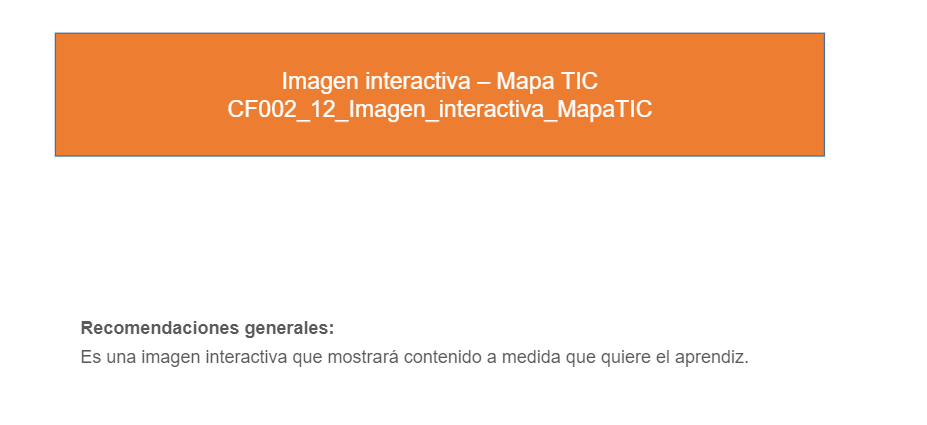 Imagen interactiva – Mapa TIC
CF002_12_Imagen_interactiva_MapaTIC
Recomendaciones generales:
Es una imagen interactiva que mostrará contenido a medida que quiere el aprendiz.